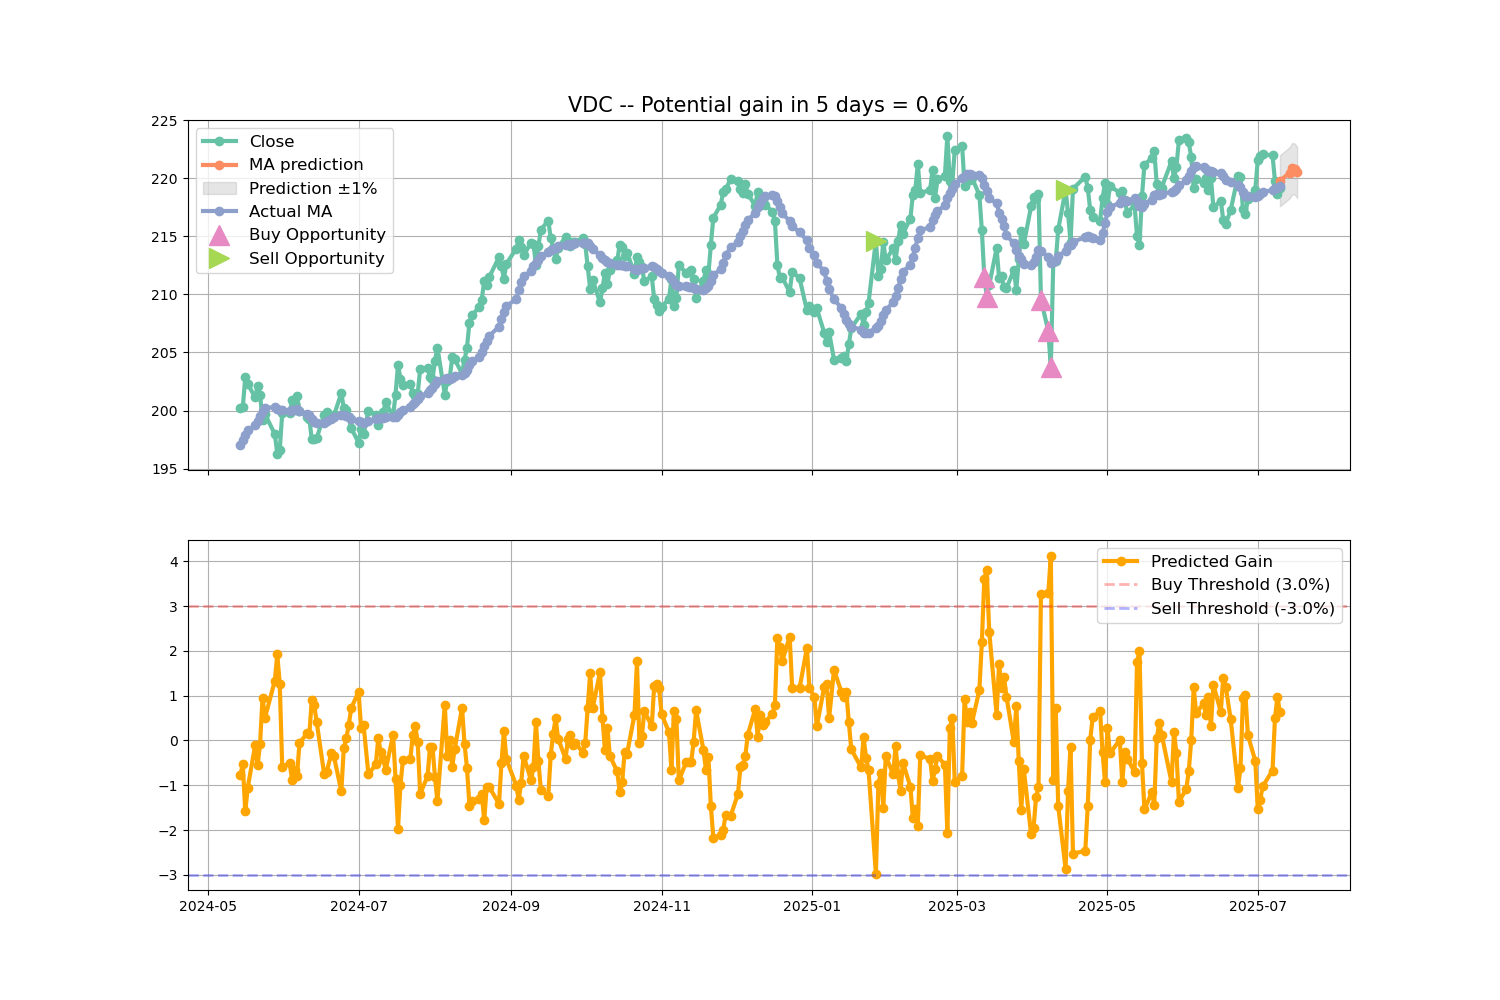 VDC -- Potential gain in 5 days = 0.6%
225
220
215
210
205
200
195
Close
MA prediction
Prediction ±1%
Actual MA
Buy Opportunity
Sell Opportunity
4
3
2
1
0
−1
−2
−3
Predicted Gain
Buy Threshold (3.0%)
Sell Threshold (-3.0%)
2024-05
2024-07
2024-09
2024-11
2025-01
2025-03
2025-05
2025-07